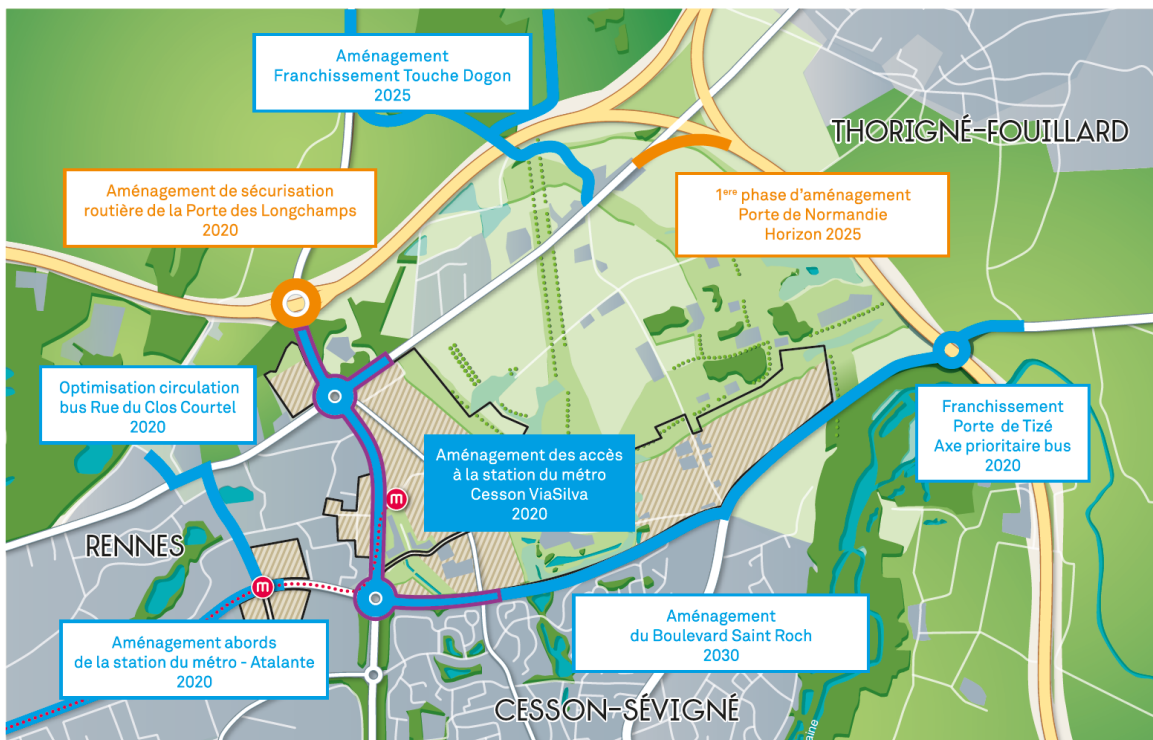 Aménagement
Franchissement Touche Dogon
2025
THORIGNÉ-FOUILLARD
Aménagement de sécurisation
routière de la Porte des Longchamps
2020
1ere phase d'aménagement
Porte de Normandie
Horizon 2025
Optimisation circulation
bus Rue du Clos Courtel
2020
Franchissement
Porte de Tizé
Axe prioritaire bus
2020
Aménagement des accès
à la station du métro
Cesson ViaSilva
2020
m
RENNES
m
Aménagement abords
de la station du métro - Atalante
2020
Aménagement
du Boulevard Saint Roch
2030
CESSON-SÉVIGNÉ